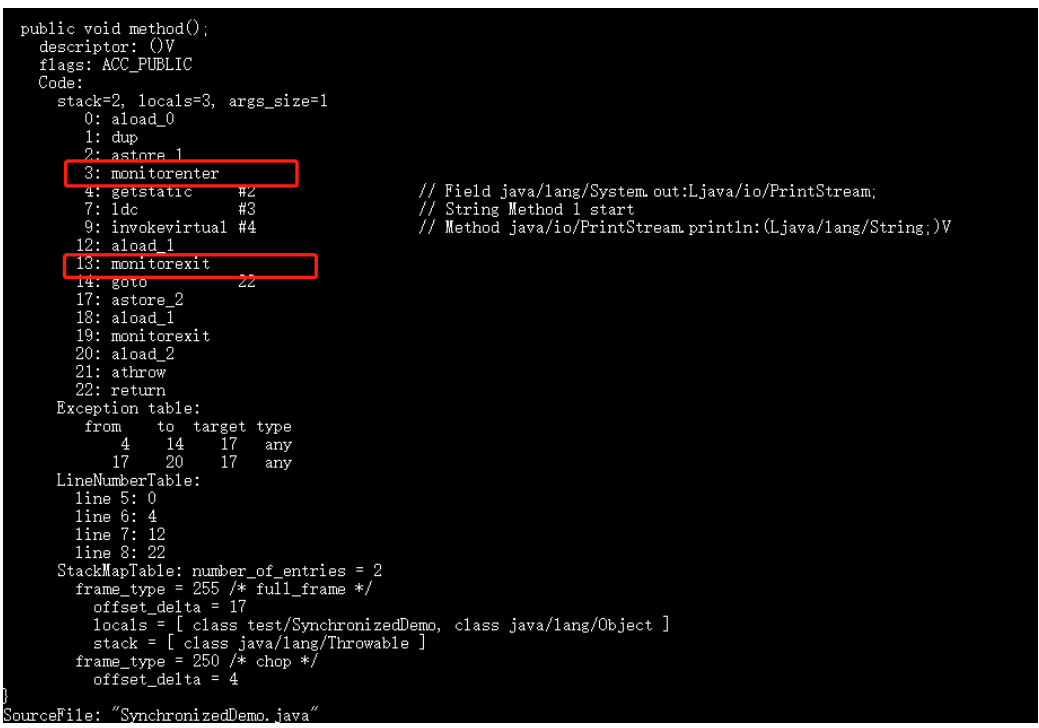 public void method();
descriptor: ()V
flags: ACC_PUBLIC
Code:
stack=2, locals=3, args_size=1
0: aload_0
1: dup
2: astore_1
3: monitorenter
4: getstatic #2 // Field java/lang/System.out:Ljava/io/PrintStream;
7: ldc #3 // String Method 1 start
9: invokevirtual #4 // Method java/io/PrintStream.println:(Ljava/lang/String;)V
12: aload_1
13: monitorexit
14: goto 22
17: astore_2
18: aload_1
19: monitorexit
20: aload_2
21: athrow
22: return
Exception table:
from to target type
4 14 17 any
17 20 17 any
LineNumberTable:
line 5: 0
line 6: 4
line 7: 12
line 8: 22
StackMapTable: number_of_entries = 2
frame_type = 255 /* full_frame */
offset_delta = 17
locals = [ class test/SynchronizedDemo, class java/lang/Object ]
stack = [ class java/lang/Throwable ]
frame_type = 250 /* chop */
offset_delta = 4
}
SourceFile: "SynchronizedDemo.java"